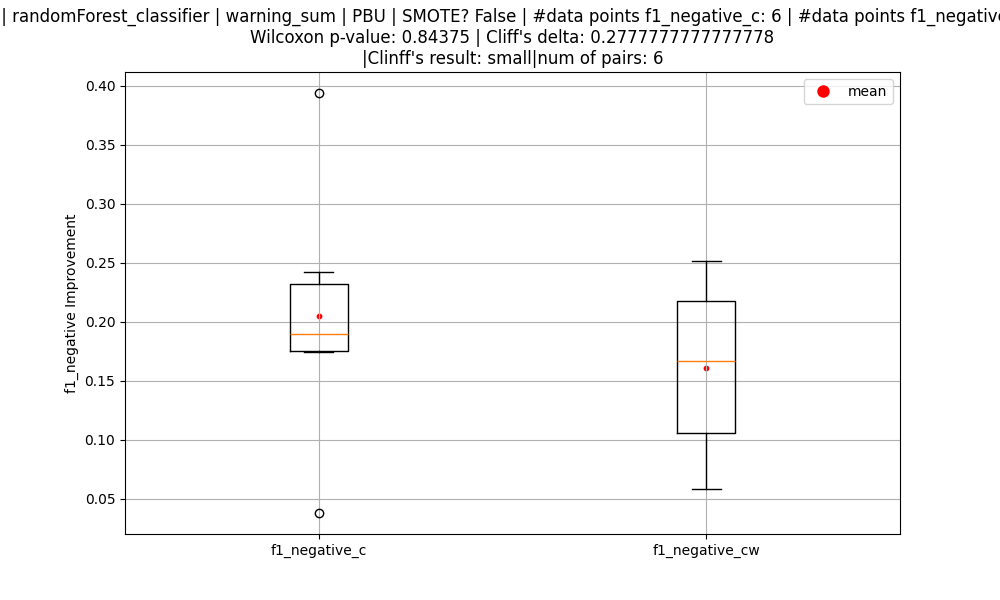 | randomForest_classifier | warning_sum | PBU | SMOTE? False | #data points f1_negative_c: 6 | #data points f1_negative
Wilcoxon p-value: 0.84375 | Cliff's delta: 0.2777777777777778
|Clinff's result: small|num of pairs: 6
mean
0.40
0.35
0.30
0.25
0.20
0.15
0.10
0.05
f1_negative Improvement
f1_negative_c
f1_negative_cw